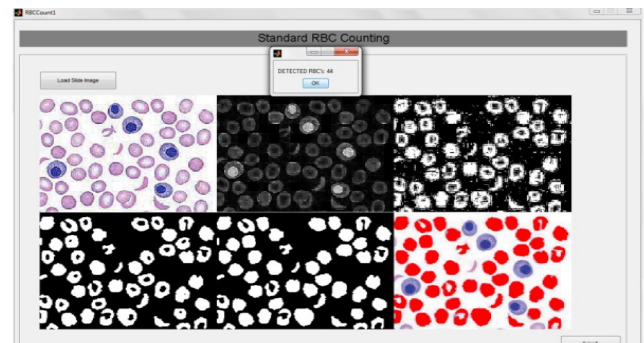 RBCCount1
Standard RBC Counting
DETECTED RBC's: 44
OK
Load Slide Image